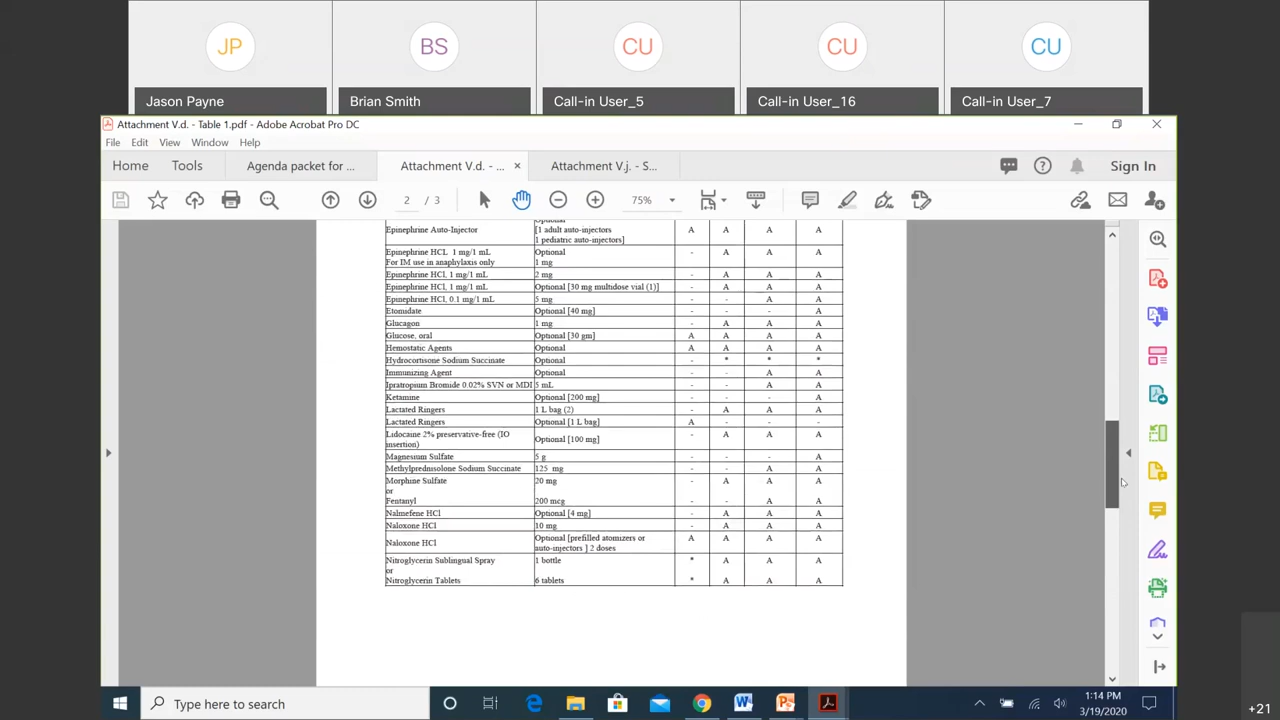 JP
BS
CU
CU
CU
Jason Payne
Brian Smith
Call-in User_5
Call-in User_16
Call-in User_7
Attachment V.d. - Table 1.pdf - Adobe Acrobat Pro DC
File Edit View Window Help
Home Tools Agenda packet for ... Attachment V.d. - ... × Attachment V.j. - S... Sign In
2 / 3 75%
Optional
Epinephrine Auto-Injector [1 adult auto-injectors A A A A
1 pediatric auto-injectors]
Epinephrine HCL 1 mg/1 mL Optional - A A A
For IM use in anaphylaxis only 1 mg
Epinephrine HCl, 1 mg/1 mL 2 mg - A A A
Epinephrine HCl, 1 mg/1 mL Optional [30 mg multidose vial (1)] - A A A
Epinephrine HCl, 0.1 mg/1 mL 5 mg - - A A
Etomidate Optional [40 mg] - - - A
Glucagon 1 mg - A A A
Glucose, oral Optional [30 gm] A A A A
Hemostatic Agents Optional A A A A
Hydrocortisone Sodium Succinate Optional - * * *
Immunizing Agent Optional - - A A
Ipratropium Bromide 0.02% SVN or MDI 5 mL - - A A
Ketamine Optional [200 mg] - - - A
Lactated Ringers 1 L bag (2) - A A A
Lactated Ringers Optional [1 L bag] A - - -
Lidocaine 2% preservative-free (IO Optional [100 mg] - A A A
insertion)
Magnesium Sulfate 5 g - - - A
Methylprednisolone Sodium Succinate 125 mg - - A A
Morphine Sulfate 20 mg - A A A
or
Fentanyl 200 mcg - - A A
Nalmefene HCl Optional [4 mg] - A A A
Naloxone HCl 10 mg - A A A
Naloxone HCl Optional [prefilled atomizers or A A A A
auto-injectors ] 2 doses
Nitroglycerin Sublingual Spray 1 bottle * A A A
or
Nitroglycerin Tablets 6 tablets * A A A
Type here to search
1:14 PM
3/19/2020
+21